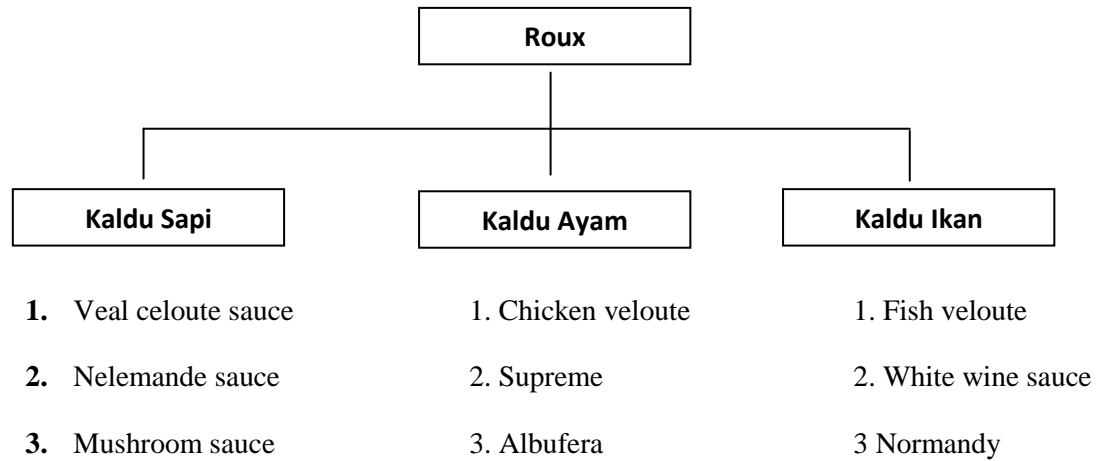 Roux
Kaldu Sapi
Kaldu Ayam
Kaldu Ikan
1. Veal celoute sauce
2. Nelemande sauce
3. Mushroom sauce
1. Chicken veloute
2. Supreme
3. Albufera
1. Fish veloute
2. White wine sauce
3 Normandy